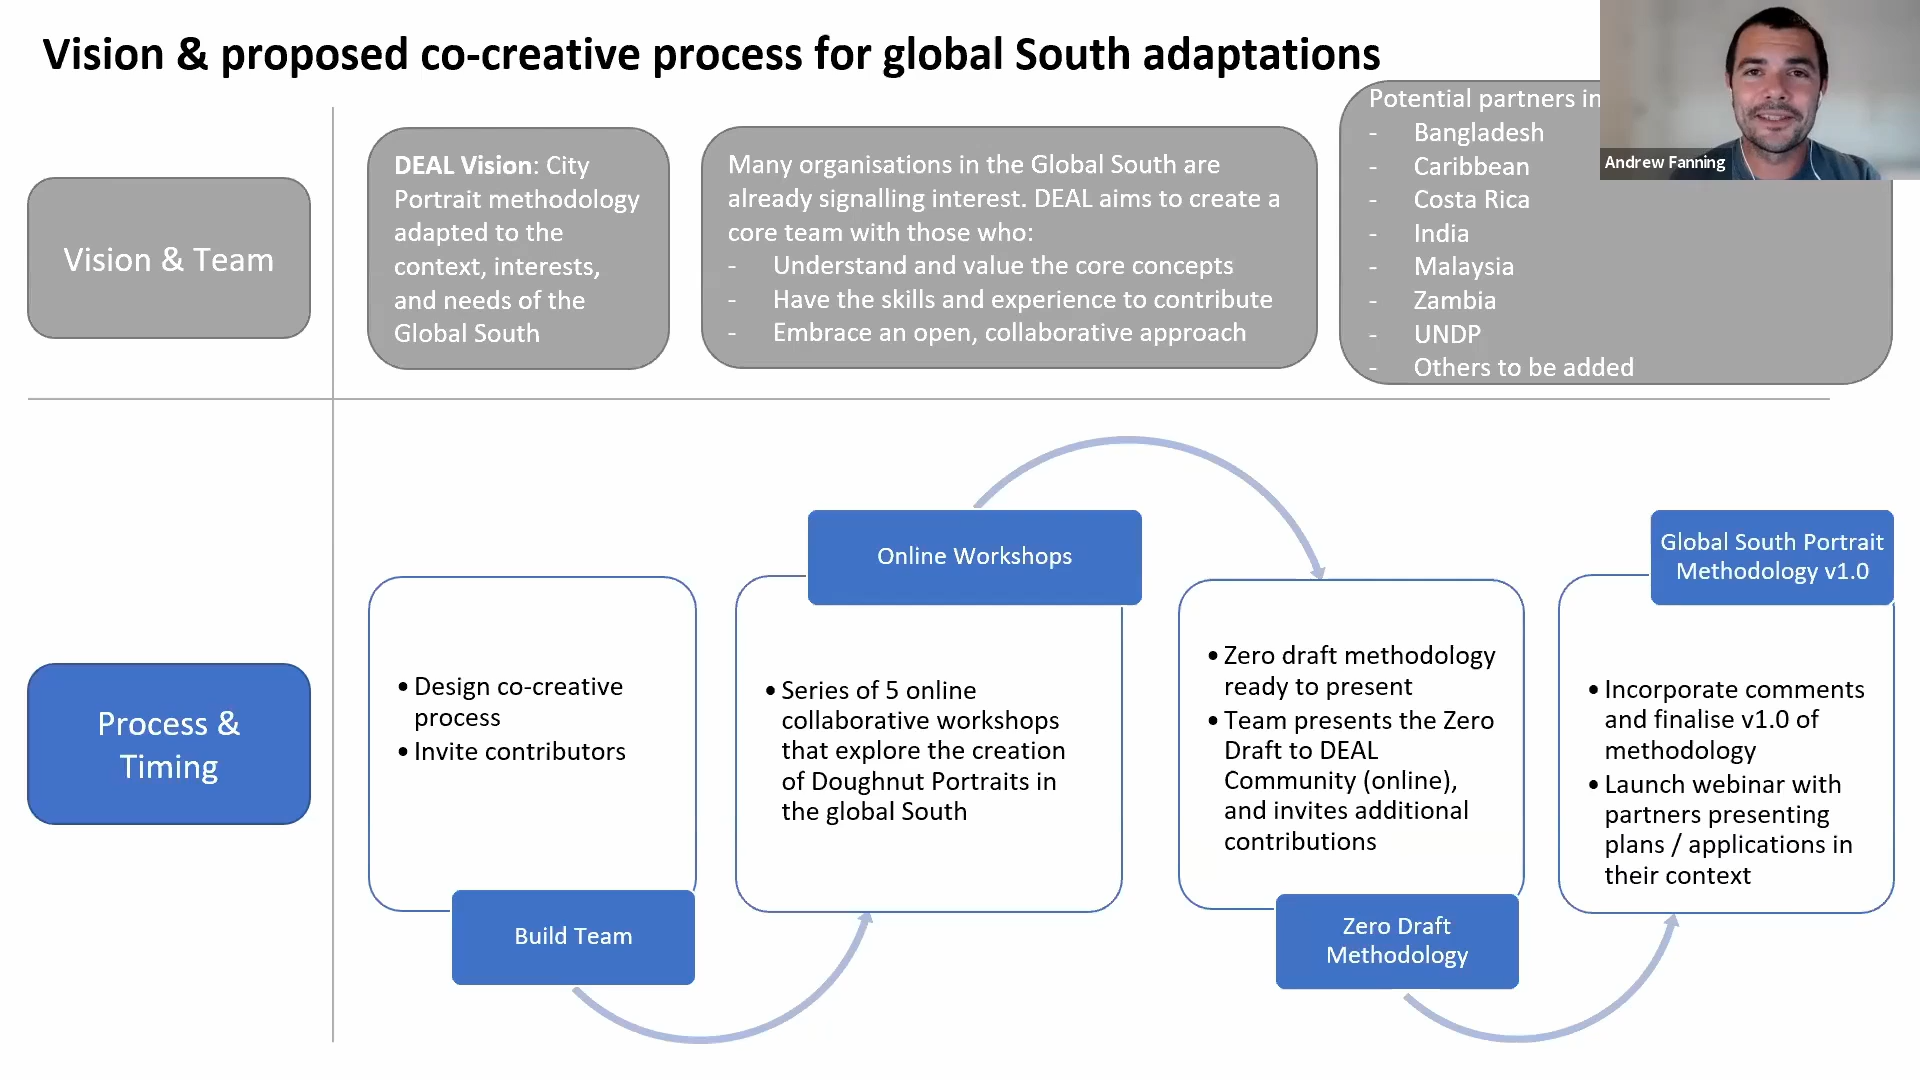 Vision & proposed co-creative process for global South adaptations
Andrew Fanning
Vision & Team
DEAL Vision: City
Portrait methodology
adapted to the
context, interests,
and needs of the
Global South
Many organisations in the Global South are
already signalling interest. DEAL aims to create a
core team with those who:
- Understand and value the core concepts
- Have the skills and experience to contribute
- Embrace an open, collaborative approach
Potential partners in
- Bangladesh
- Caribbean
- Costa Rica
- India
- Malaysia
- Zambia
- UNDP
- Others to be added
Process &
Timing
• Design co-creative
process
• Invite contributors
Build Team
Online Workshops
• Series of 5 online
collaborative workshops
that explore the creation
of Doughnut Portraits in
the global South
• Zero draft methodology
ready to present
• Team presents the Zero
Draft to DEAL
Community (online),
and invites additional
contributions
Zero Draft
Methodology
Global South Portrait
Methodology v1.0
• Incorporate comments
and finalise v1.0 of
methodology
• Launch webinar with
partners presenting
plans / applications in
their context